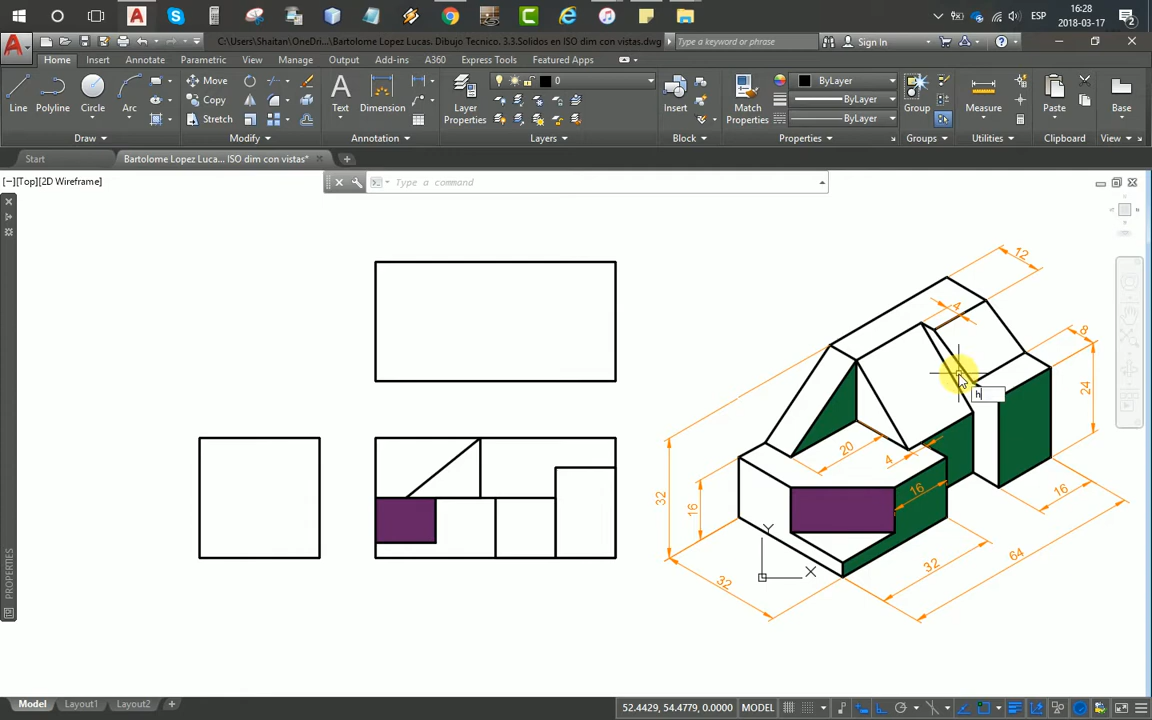 16:28
ESP
2018-03-17
2
C:\Users\Shaitan\OneDri... \Bartolome Lopez Lucas. Dibujo Tecnico. 3.3.Solidos en ISO dim con vistas.dwg
Type a keyword or phrase
Sign In
Home Insert Annotate Parametric View Manage Output Add-ins A360 Express Tools Featured Apps
Line Polyline Circle Arc
Move
Copy
Stretch
Text Dimension
Layer Properties
0
Insert
Match Properties
ByLayer
ByLayer
ByLayer
Group
Measure
Paste
Base
Draw Modify Annotation Layers Block Properties Groups Utilities Clipboard View
Start
Bartolome Lopez Luca... ISO dim con vistas*
[−][Top][2D Wireframe]
Type a command
12
4
8
h
24
20
4
16
16
32
16
32
64
32
Y
X
PROPERTIES
Model Layout1 Layout2
52.4429, 54.4779, 0.0000 MODEL